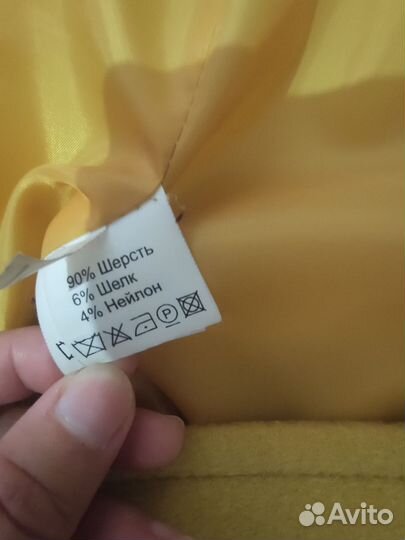 90% Шерсть
6% Шелк
4% Нейлон
P
Avito